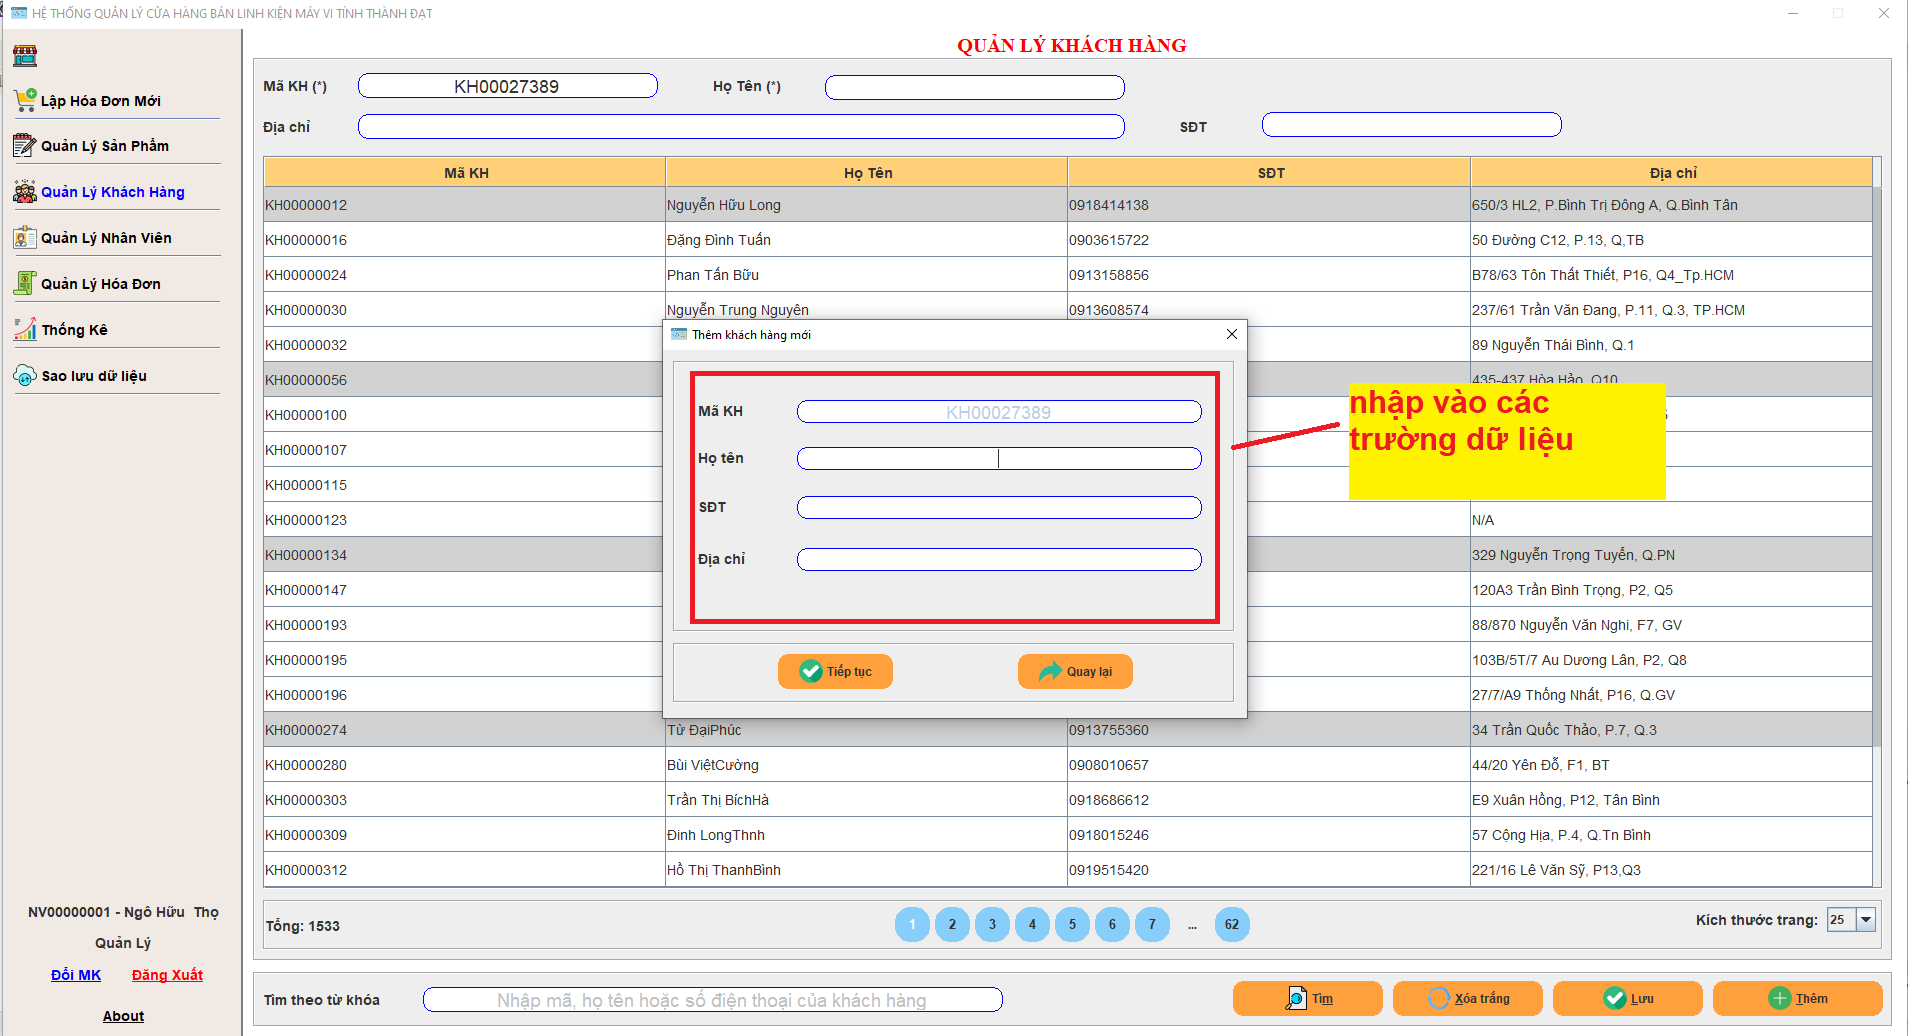 HỆ THỐNG QUẢN LÝ CỬA HÀNG BÁN LINH KIỆN MÁY VI TÍNH THÀNH ĐẠT
Lập Hóa Đơn Mới
Quản Lý Sản Phẩm
Quản Lý Khách Hàng
Quản Lý Nhân Viên
Quản Lý Hóa Đơn
Thống Kê
Sao lưu dữ liệu
NV00000001 - Ngô Hữu Thọ
Quản Lý
Đổi MK Đăng Xuất
About
QUẢN LÝ KHÁCH HÀNG
Mã KH (*) KH00027389 Họ Tên (*)
Địa chỉ SĐT
Mã KH Họ Tên SĐT Địa chỉ
KH00000012 Nguyễn Hữu Long 0918414138 650/3 HL2, P.Bình Trị Đông A, Q.Bình Tân
KH00000016 Đặng Đình Tuấn 0903615722 50 Đường C12, P.13, Q,TB
KH00000024 Phan Tấn Bữu 0913158856 B78/63 Tôn Thất Thiết, P16, Q4_Tp.HCM
KH00000030 Nguyễn Trung Nguyên 0913608574 237/61 Trần Văn Đang, P.11, Q.3, TP.HCM
KH00000032 89 Nguyễn Thái Bình, Q.1
KH00000056 435-437 Hòa Hảo, Q10
KH00000100
KH00000107
KH00000115
KH00000123 N/A
KH00000134 329 Nguyễn Trọng Tuyển, Q.PN
KH00000147 120A3 Trần Bình Trọng, P2, Q5
KH00000193 88/870 Nguyễn Văn Nghi, F7, GV
KH00000195 103B/5T/7 Au Dương Lân, P2, Q8
KH00000196 27/7/A9 Thống Nhất, P16, Q.GV
KH00000274 Từ ĐạiPhúc 0913755360 34 Trần Quốc Thảo, P.7, Q.3
KH00000280 Bùi ViệtCường 0908010657 44/20 Yên Đỗ, F1, BT
KH00000303 Trần Thị BíchHà 0918686612 E9 Xuân Hồng, P12, Tân Bình
KH00000309 Đinh LongThnh 0918015246 57 Cộng Hịa, P.4, Q.Tn Bình
KH00000312 Hồ Thị ThanhBình 0919515420 221/16 Lê Văn Sỹ, P13,Q3
Thêm khách hàng mới
Mã KH KH00027389
Họ tên
SĐT
Địa chỉ
Tiếp tục Quay lại
nhập vào các
trường dữ liệu
Tổng: 1533 1 2 3 4 5 6 7 ... 62 Kích thước trang: 25
Tìm theo từ khóa Nhập mã, họ tên hoặc số điện thoại của khách hàng Tìm Xóa trắng Lưu Thêm